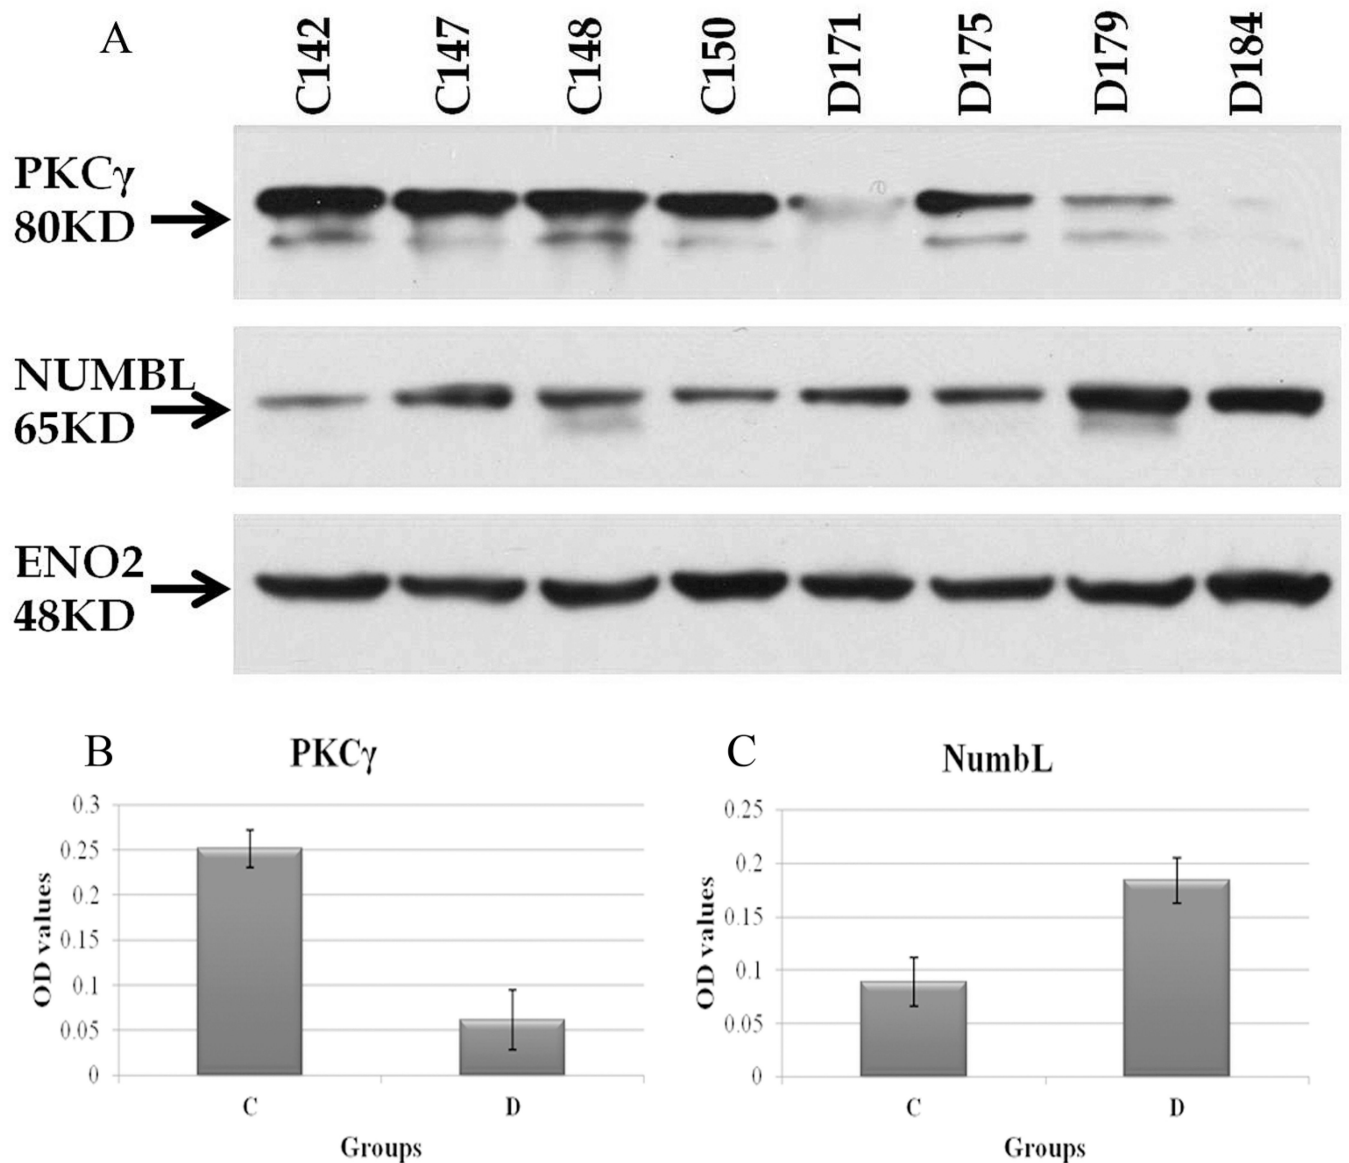 A
C142 C147 C148 C150 D171 D175 D179 D184
PKCγ
80KD
NUMBL
65KD
ENO2
48KD
B
PKCγ
0.3
0.25
0.2
0.15
0.1
0.05
0
OD values
C D
Groups
C
NumbL
0.25
0.2
0.15
0.1
0.05
0
OD values
C D
Groups